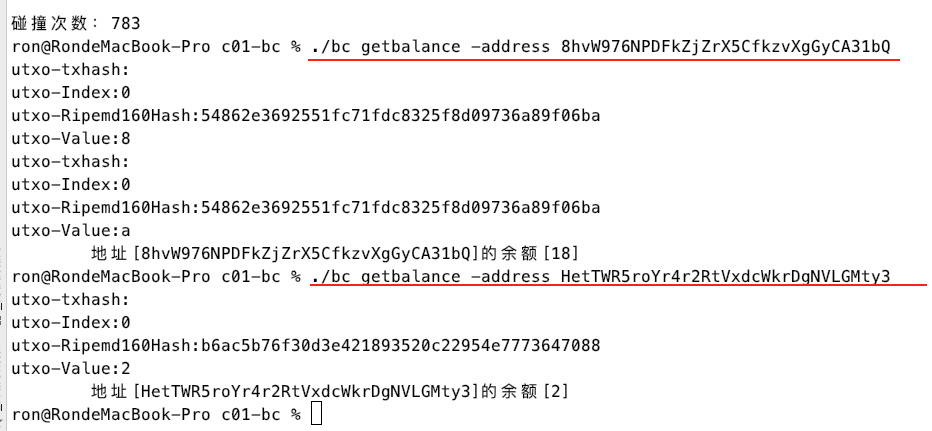 碰撞次数: 783
ron@RondeMacBook-Pro c01-bc % ./bc getbalance -address 8hvW976NPDFkZjZrX5CfkzvXgGyCA31bQ
utxo-txhash:
utxo-Index:0
utxo-Ripemd160Hash:54862e3692551fc71fdc8325f8d09736a89f06ba
utxo-Value:8
utxo-txhash:
utxo-Index:0
utxo-Ripemd160Hash:54862e3692551fc71fdc8325f8d09736a89f06ba
utxo-Value:a
地址[8hvW976NPDFkZjZrX5CfkzvXgGyCA31bQ]的余额[18]
ron@RondeMacBook-Pro c01-bc % ./bc getbalance -address HetTWR5roYr4r2RtVxdcWkrDgNVLGMty3
utxo-txhash:
utxo-Index:0
utxo-Ripemd160Hash:b6ac5b76f30d3e421893520c22954e7773647088
utxo-Value:2
地址[HetTWR5roYr4r2RtVxdcWkrDgNVLGMty3]的余额[2]
ron@RondeMacBook-Pro c01-bc %